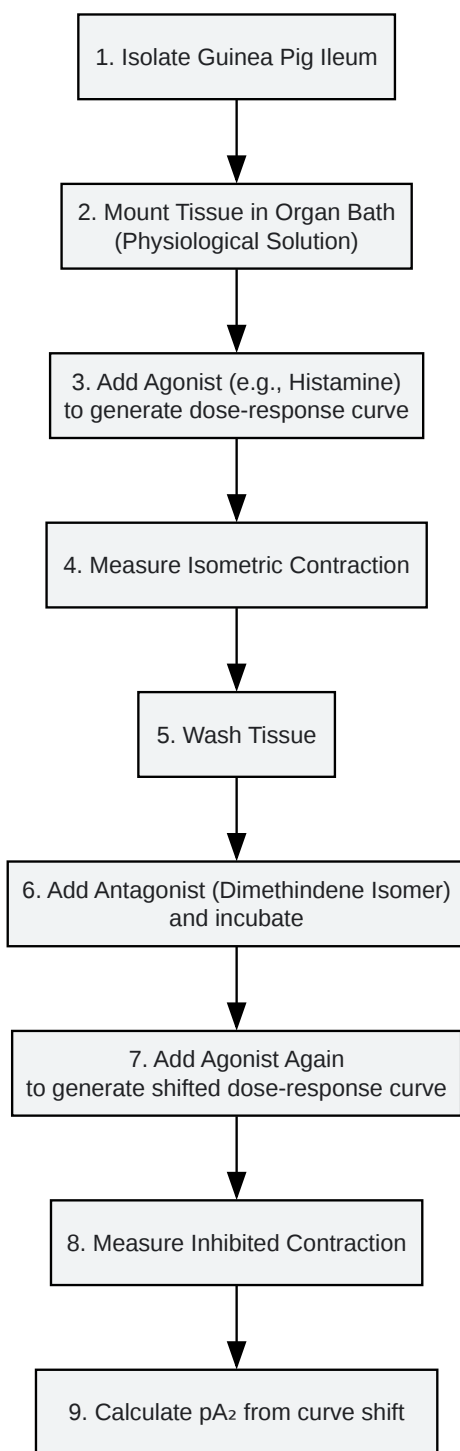 1. Isolate Guinea Pig Ileum
2. Mount Tissue in Organ Bath
(Physiological Solution)
3. Add Agonist (e.g., Histamine)
to generate dose-response curve
4. Measure Isometric Contraction
5. Wash Tissue
6. Add Antagonist (Dimethindene Isomer)
and incubate
7. Add Agonist Again
to generate shifted dose-response curve
8. Measure Inhibited Contraction
9. Calculate pA₂ from curve shift